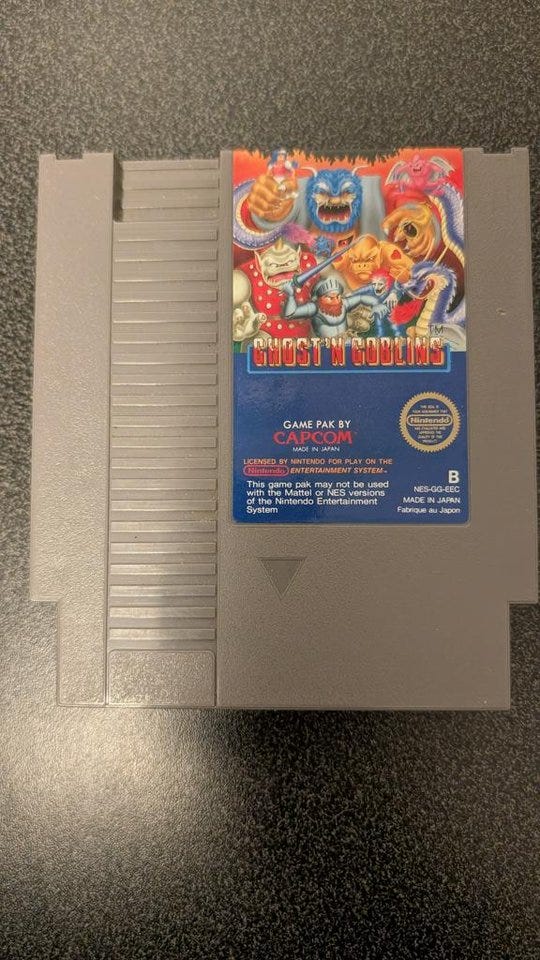 TM
GHOST'N GOBLINS
GAME PAK BY
CAPCOM
MADE IN JAPAN
LICENSED BY NINTENDO FOR PLAY ON THE
Nintendo ENTERTAINMENT SYSTEM™
This game pak may not be used
with the Mattel or NES versions
of the Nintendo Entertainment
System
Nintendo
B
NES-GG-EEC
MADE IN JAPAN
Fabriqué au Japon